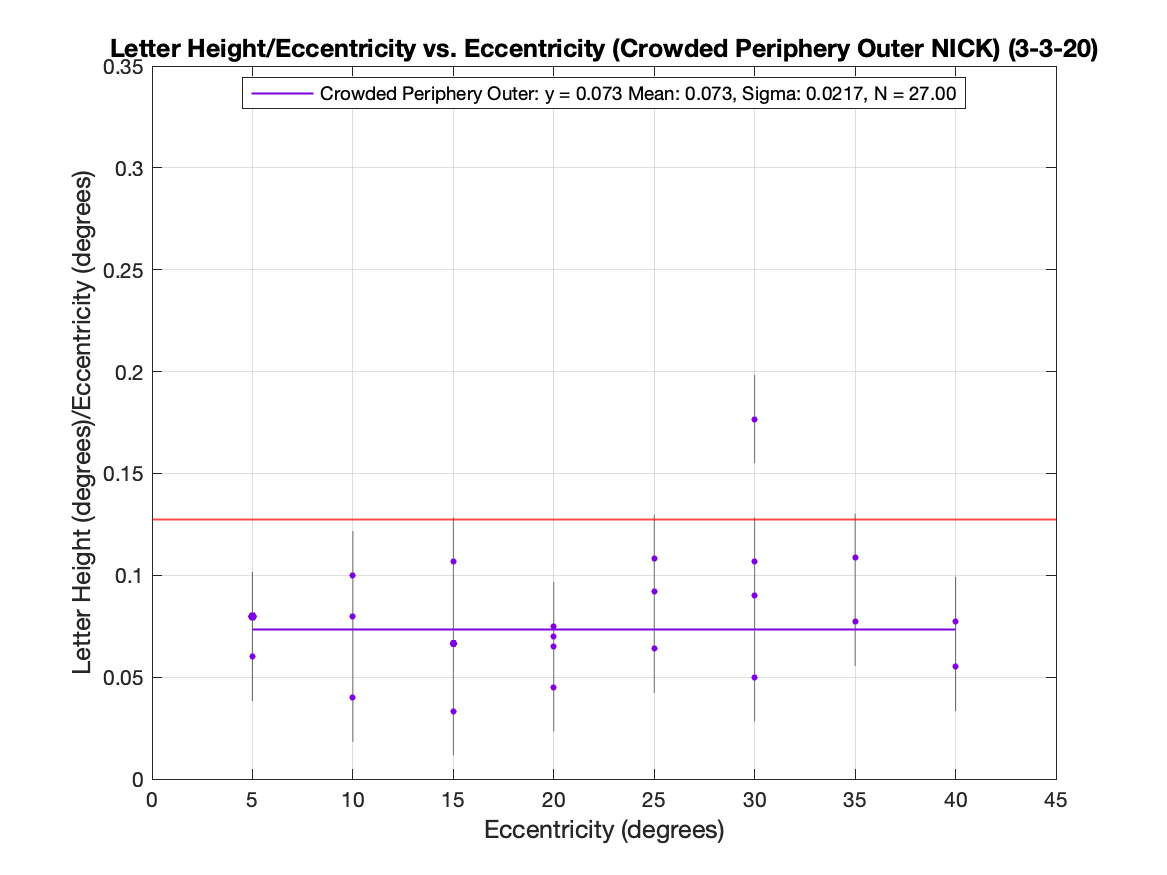 Letter Height/Eccentricity vs. Eccentricity (Crowded Periphery Outer NICK) (3-3-20)
Crowded Periphery Outer: y = 0.073 Mean: 0.073, Sigma: 0.0217, N = 27.00
Letter Height (degrees)/Eccentricity (degrees)
0.35
0.3
0.25
0.2
0.15
0.1
0.05
0
0 5 10 15 20 25 30 35 40 45
Eccentricity (degrees)